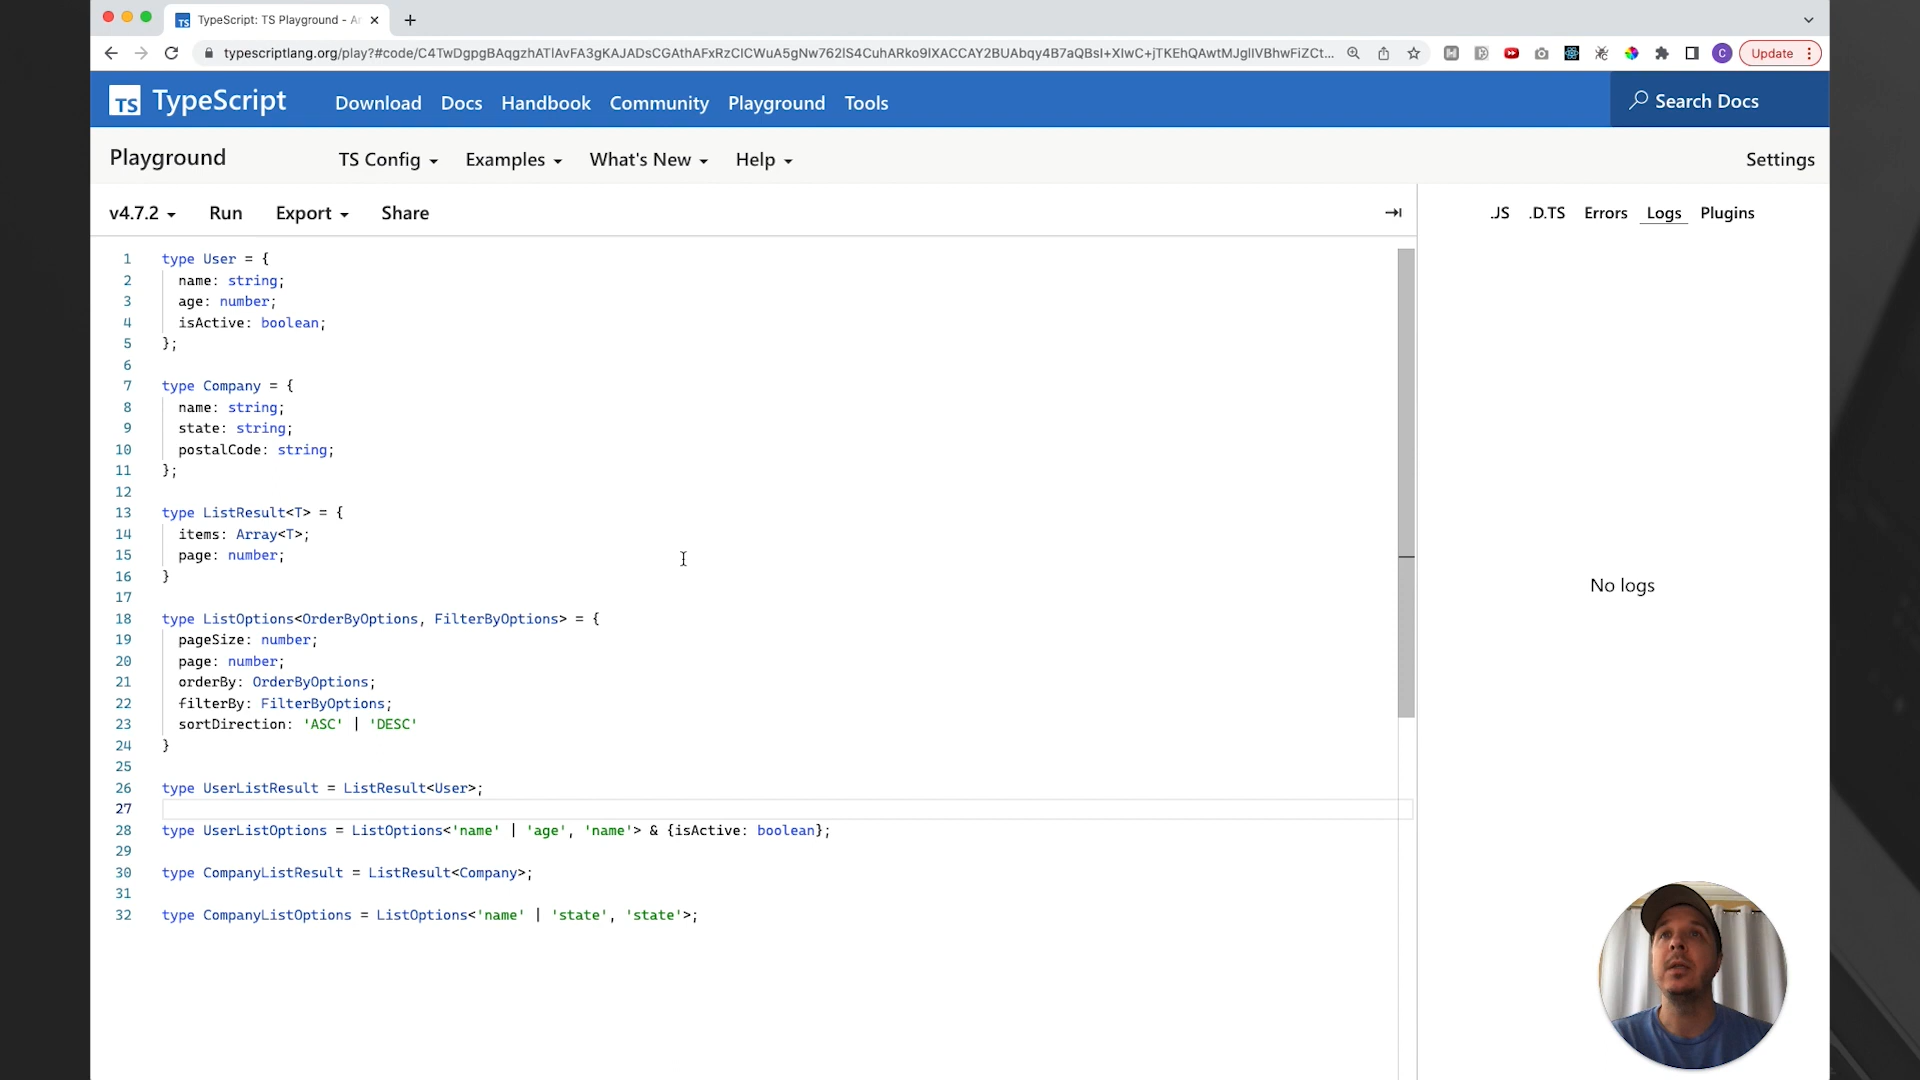 TypeScript: TS Playground - A
typescriptlang.org/play?#code/
Update
TS TypeScript Download Docs Handbook Community Playground Tools Search Docs
Playground TS Config Examples What's New Help Settings
v4.7.2 Run Export Share .JS .D.TS Errors Logs Plugins
1 type User = {
2 name: string;
3 age: number;
4 isActive: boolean;
5 };
6
7 type Company = {
8 name: string;
9 state: string;
10 postalCode: string;
11 };
12
13 type ListResult<T> = {
14 items: Array<T>;
15 page: number;
16 }
17
18 type ListOptions<OrderByOptions, FilterByOptions> = {
19 pageSize: number;
20 page: number;
21 orderBy: OrderByOptions;
22 filterBy: FilterByOptions;
23 sortDirection: 'ASC' | 'DESC'
24 }
25
26 type UserListResult = ListResult<User>;
27
28 type UserListOptions = ListOptions<'name' | 'age', 'name'> & {isActive: boolean};
29
30 type CompanyListResult = ListResult<Company>;
31
32 type CompanyListOptions = ListOptions<'name' | 'state', 'state'>;
No logs